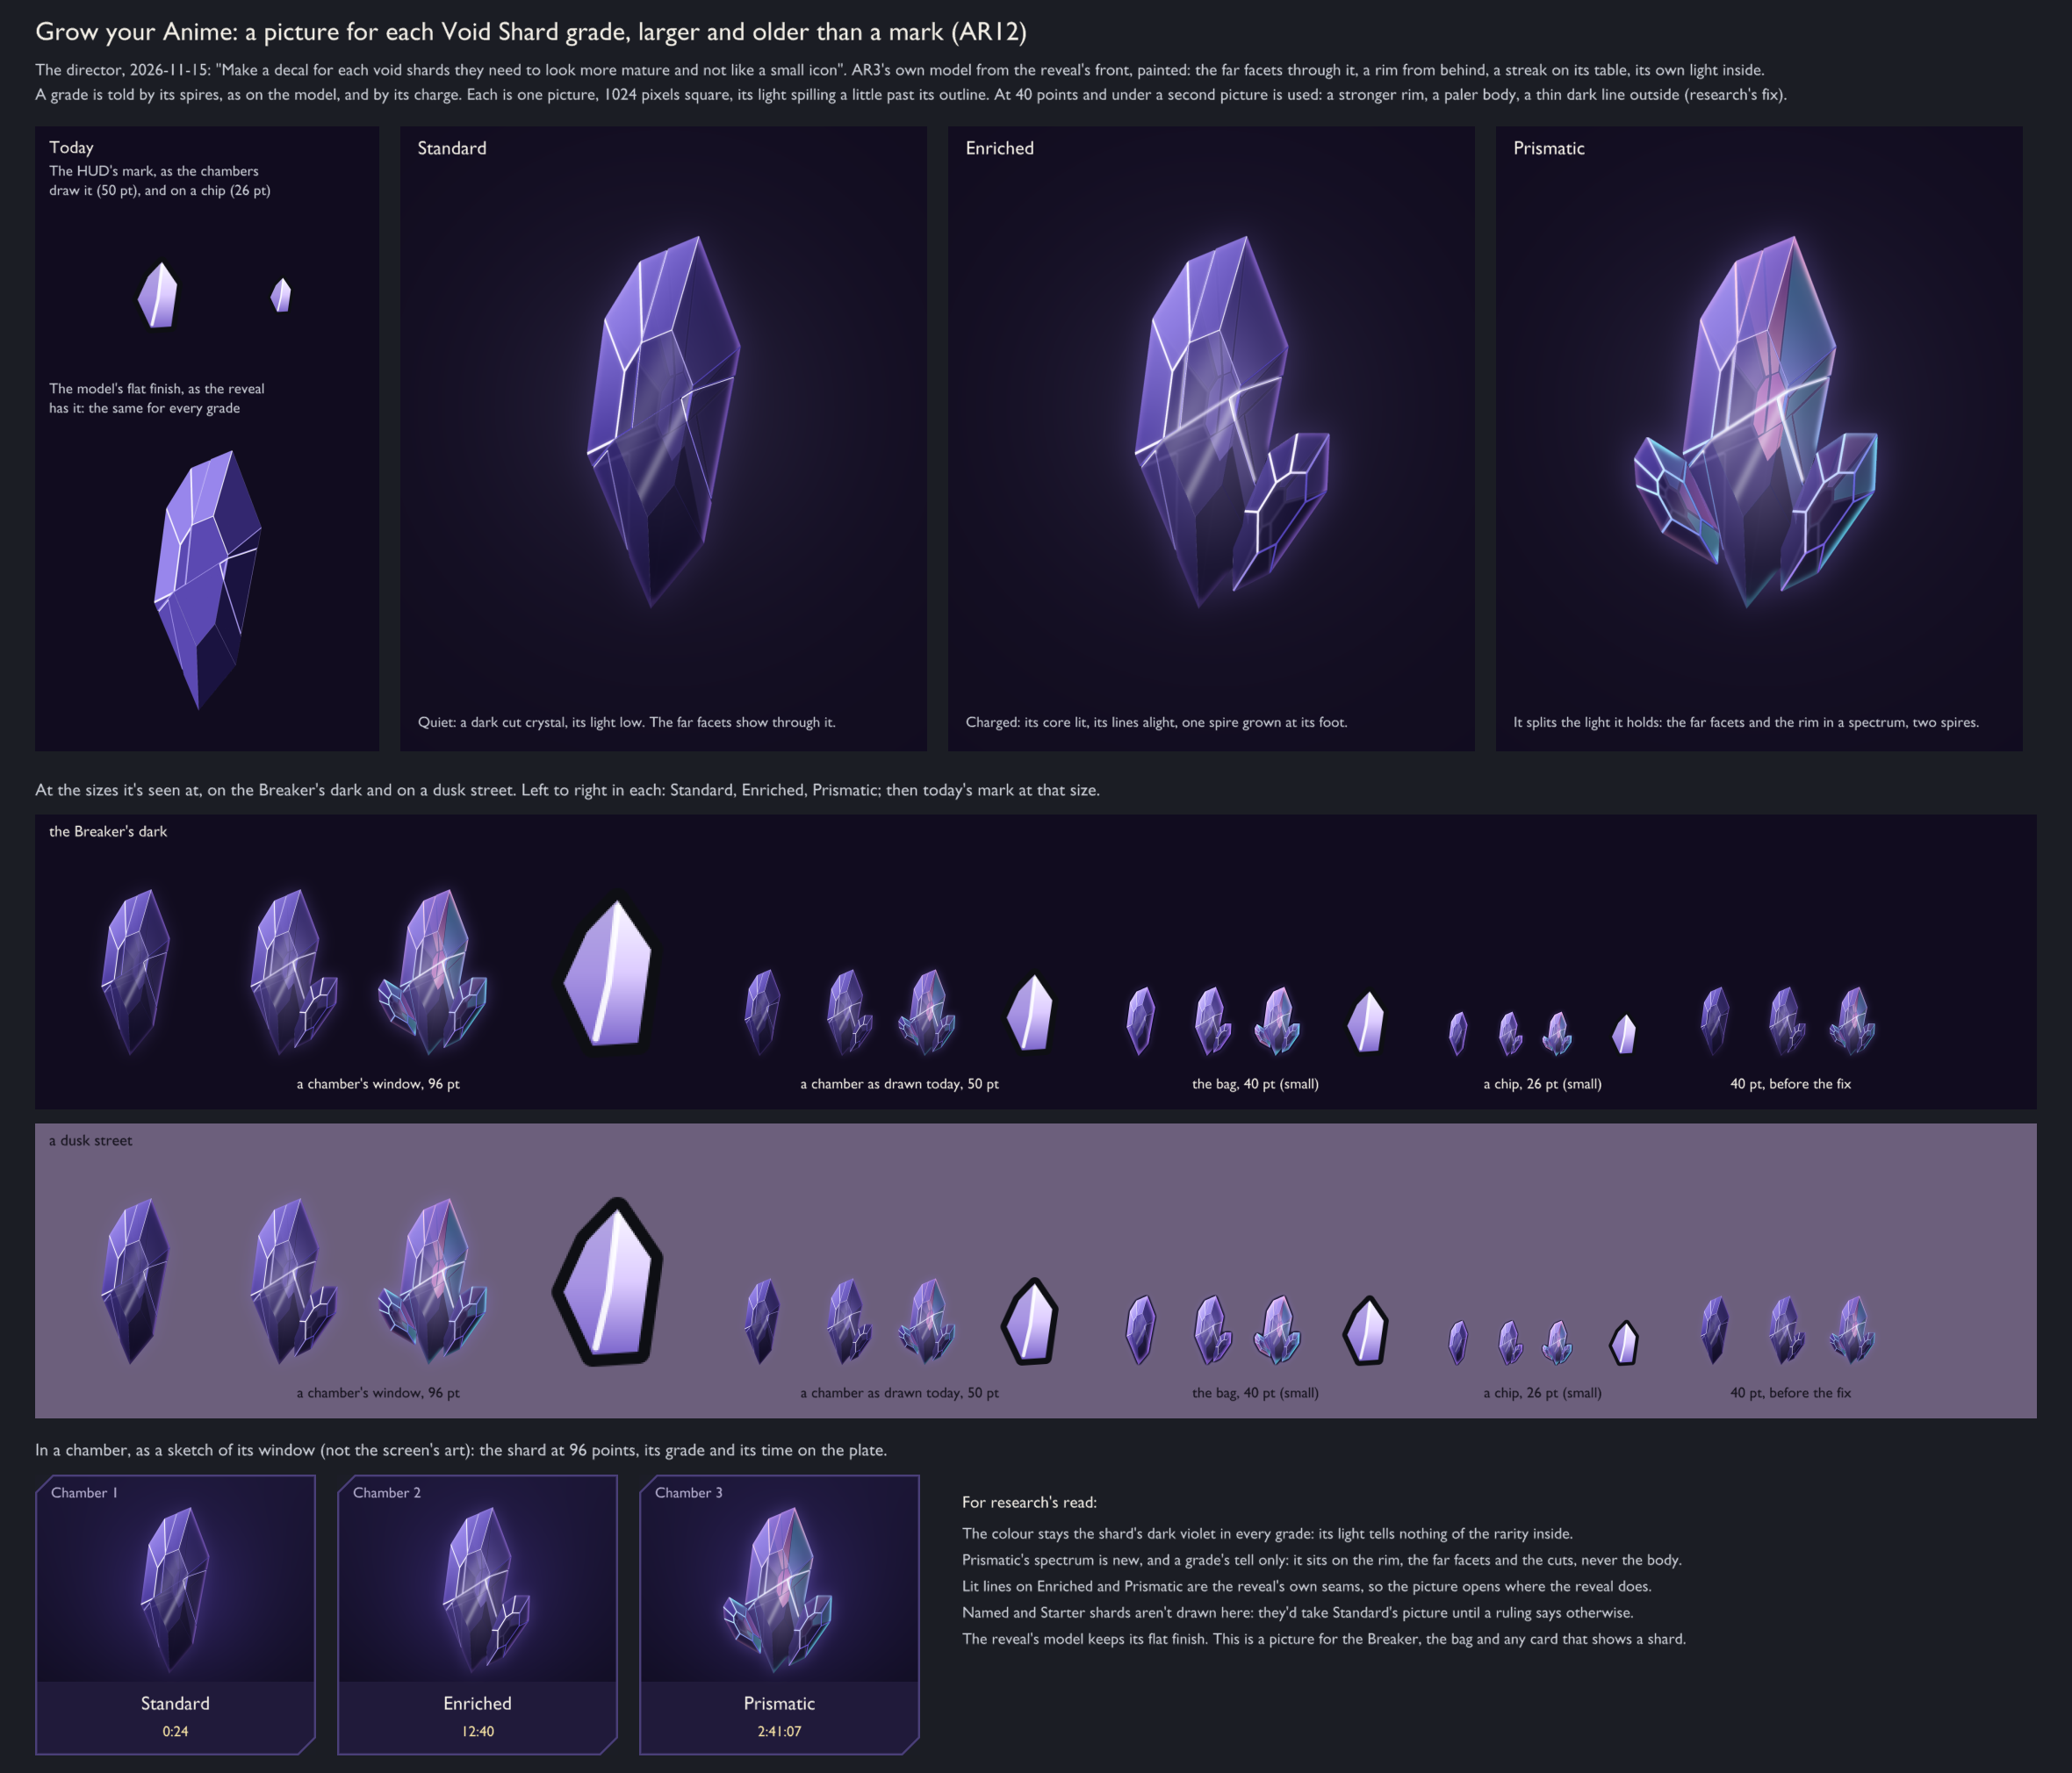 Grow your Anime: a picture for each Void Shard grade, larger and older than a mark (AR12)
The director, 2026-11-15: "Make a decal for each void shards they need to look more mature and not like a small icon". AR3's own model from the reveal's front, painted: the far facets through it, a rim from behind, a streak on its table, its own light inside.
A grade is told by its spires, as on the model, and by its charge. Each is one picture, 1024 pixels square, its light spilling a little past its outline. At 40 points and under a second picture is used: a stronger rim, a paler body, a thin dark line outside (research's fix).
Today
The HUD's mark, as the chambers
draw it (50 pt), and on a chip (26 pt)
The model's flat finish, as the reveal
has it: the same for every grade
Standard
Quiet: a dark cut crystal, its light low. The far facets show through it.
Enriched
Charged: its core lit, its lines alight, one spire grown at its foot.
Prismatic
It splits the light it holds: the far facets and the rim in a spectrum, two spires.
At the sizes it's seen at, on the Breaker's dark and on a dusk street. Left to right in each: Standard, Enriched, Prismatic; then today's mark at that size.
the Breaker's dark
a chamber's window, 96 pt
a chamber as drawn today, 50 pt
the bag, 40 pt (small)
a chip, 26 pt (small)
40 pt, before the fix
a dusk street
a chamber's window, 96 pt
a chamber as drawn today, 50 pt
the bag, 40 pt (small)
a chip, 26 pt (small)
40 pt, before the fix
In a chamber, as a sketch of its window (not the screen's art): the shard at 96 points, its grade and its time on the plate.
Chamber 1
Standard
0:24
Chamber 2
Enriched
12:40
Chamber 3
Prismatic
2:41:07
For research's read:
The colour stays the shard's dark violet in every grade: its light tells nothing of the rarity inside.
Prismatic's spectrum is new, and a grade's tell only: it sits on the rim, the far facets and the cuts, never the body.
Lit lines on Enriched and Prismatic are the reveal's own seams, so the picture opens where the reveal does.
Named and Starter shards aren't drawn here: they'd take Standard's picture until a ruling says otherwise.
The reveal's model keeps its flat finish. This is a picture for the Breaker, the bag and any card that shows a shard.